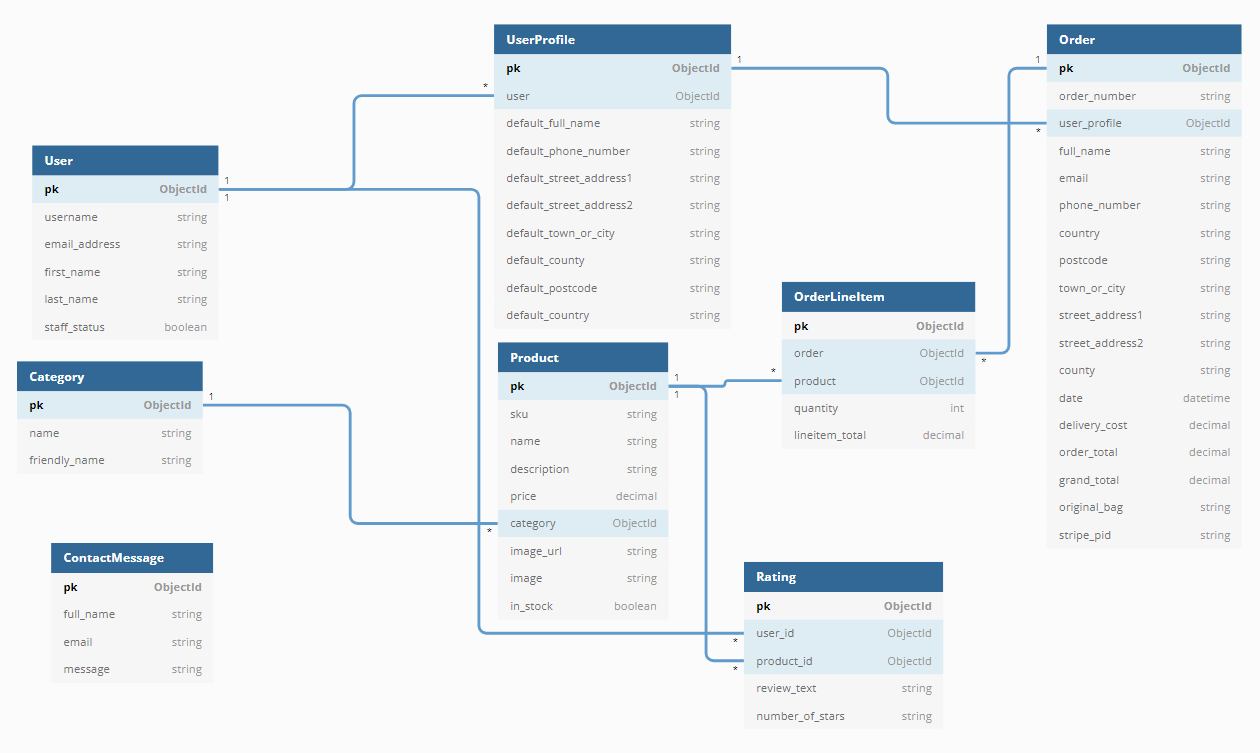 User
pk ObjectId
username string
email_address string
first_name string
last_name string
staff_status boolean
1
1
Category
pk ObjectId
name string
friendly_name string
1
ContactMessage
pk ObjectId
full_name string
email string
message string
UserProfile
pk ObjectId
user ObjectId
default_full_name string
default_phone_number string
default_street_address1 string
default_street_address2 string
default_town_or_city string
default_county string
default_postcode string
default_country string
*
1
Product
pk ObjectId
sku string
name string
description string
price decimal
category ObjectId
image_url string
image string
in_stock boolean
1
1
*
OrderLineItem
pk ObjectId
order ObjectId
product ObjectId
quantity int
lineitem_total decimal
*
*
Rating
pk ObjectId
user_id ObjectId
product_id ObjectId
review_text string
number_of_stars string
*
*
Order
pk ObjectId
order_number string
user_profile ObjectId
full_name string
email string
phone_number string
country string
postcode string
town_or_city string
street_address1 string
street_address2 string
county string
date datetime
delivery_cost decimal
order_total decimal
grand_total decimal
original_bag string
stripe_pid string
1
*